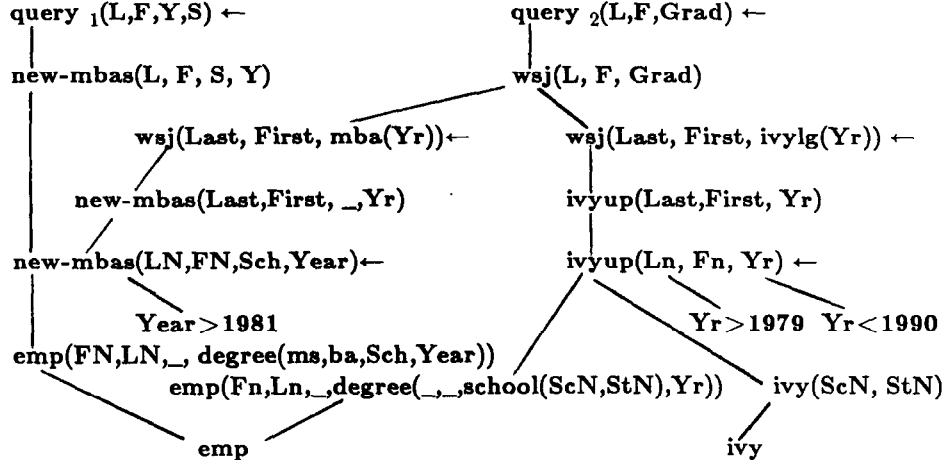 query 1(L,F,Y,S) ← query 2(L,F,Grad) ←
new-mbas(L, F, S, Y) wsj(L, F, Grad)
wsj(Last, First, mba(Yr))← wsj(Last, First, ivylg(Yr)) ←
new-mbas(Last,First, _,Yr) ivyup(Last,First, Yr)
new-mbas(LN,FN,Sch,Year)← ivyup(Ln, Fn, Yr) ←
Year>1981 Yr>1979 Yr<1990
emp(FN,LN,_, degree(ms,ba,Sch,Year))
emp(Fn,Ln,_,degree(_,_,school(ScN,StN),Yr)) ivy(ScN, StN)
emp ivy